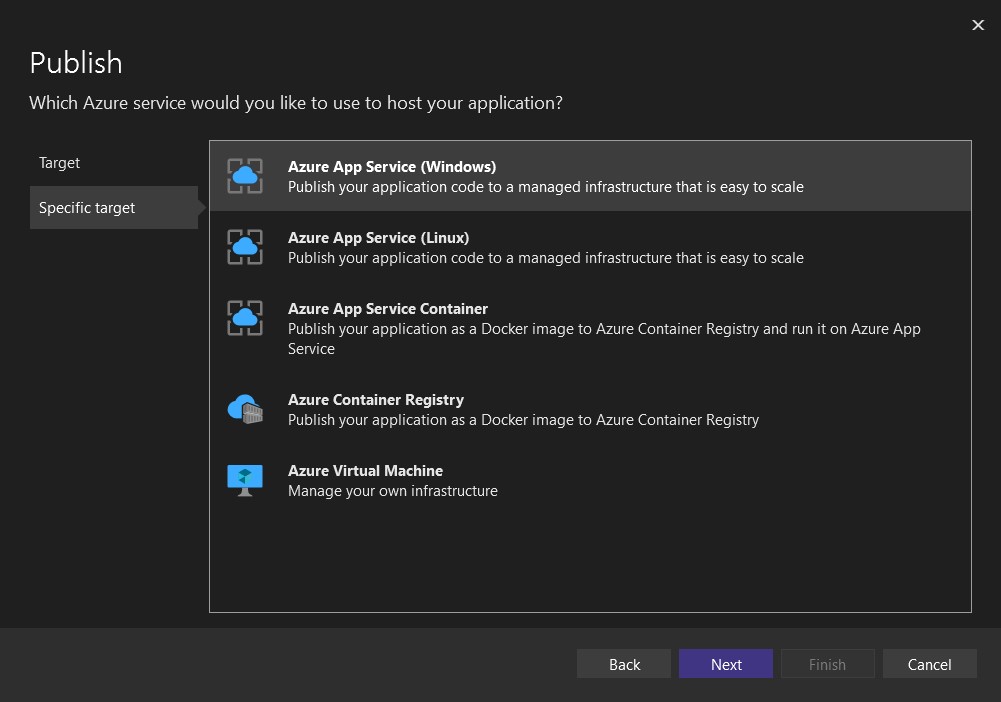 Publish
Which Azure service would you like to use to host your application?
Target
Specific target
Azure App Service (Windows)
Publish your application code to a managed infrastructure that is easy to scale
Azure App Service (Linux)
Publish your application code to a managed infrastructure that is easy to scale
Azure App Service Container
Publish your application as a Docker image to Azure Container Registry and run it on Azure App
Service
Azure Container Registry
Publish your application as a Docker image to Azure Container Registry
Azure Virtual Machine
Manage your own infrastructure
Back
Next
Finish
Cancel